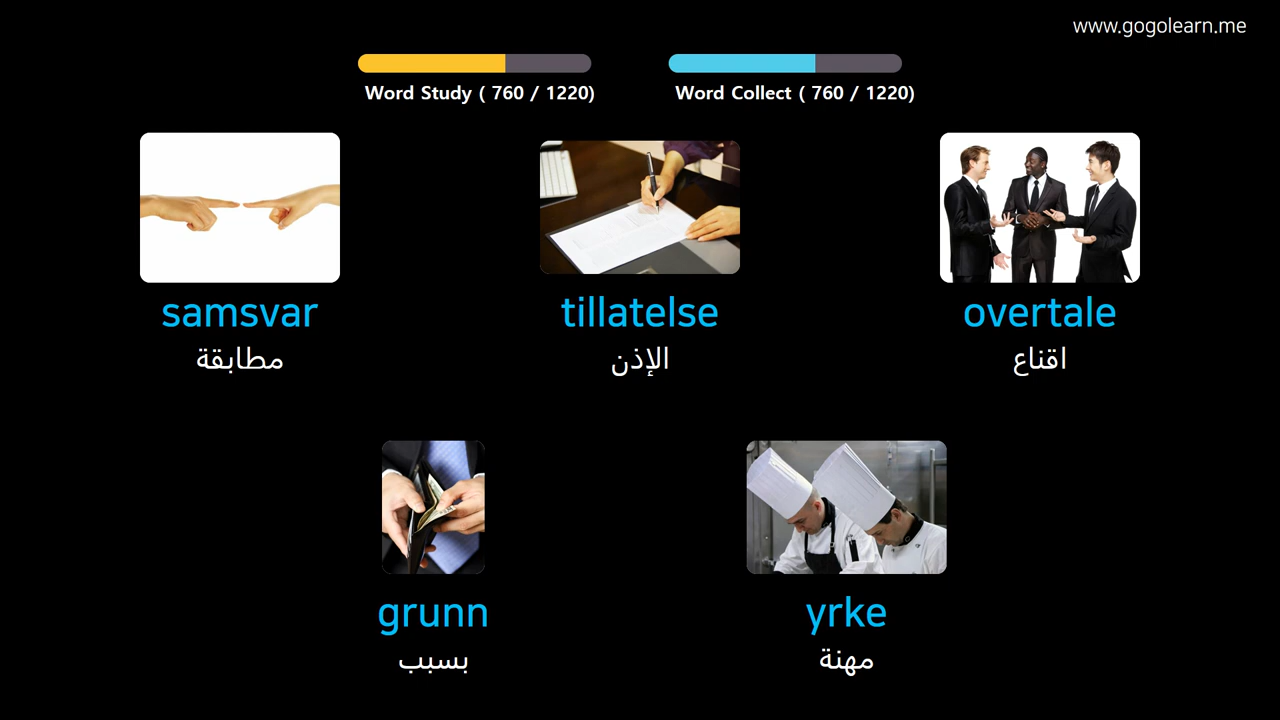 www.gogolearn.me
Word Study ( 760 / 1220)
Word Collect ( 760 / 1220)
samsvar
مطابقة
tillatelse
الإذن
overtale
اقناع
grunn
بسبب
yrke
مهنة